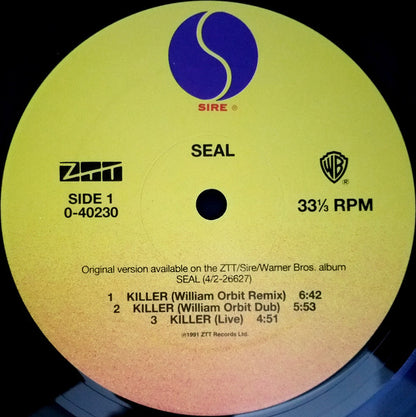 SIRE ®
SEAL
ZTT
SIDE 1
0-40230
WB
®
33⅓ RPM
Original version available on the ZTT/Sire/Warner Bros. album
SEAL (4/2-26627)
1 KILLER (William Orbit Remix) 6:42
2 KILLER (William Orbit Dub) 5:53
3 KILLER (Live) 4:51
℗1991 ZTT Records Ltd.